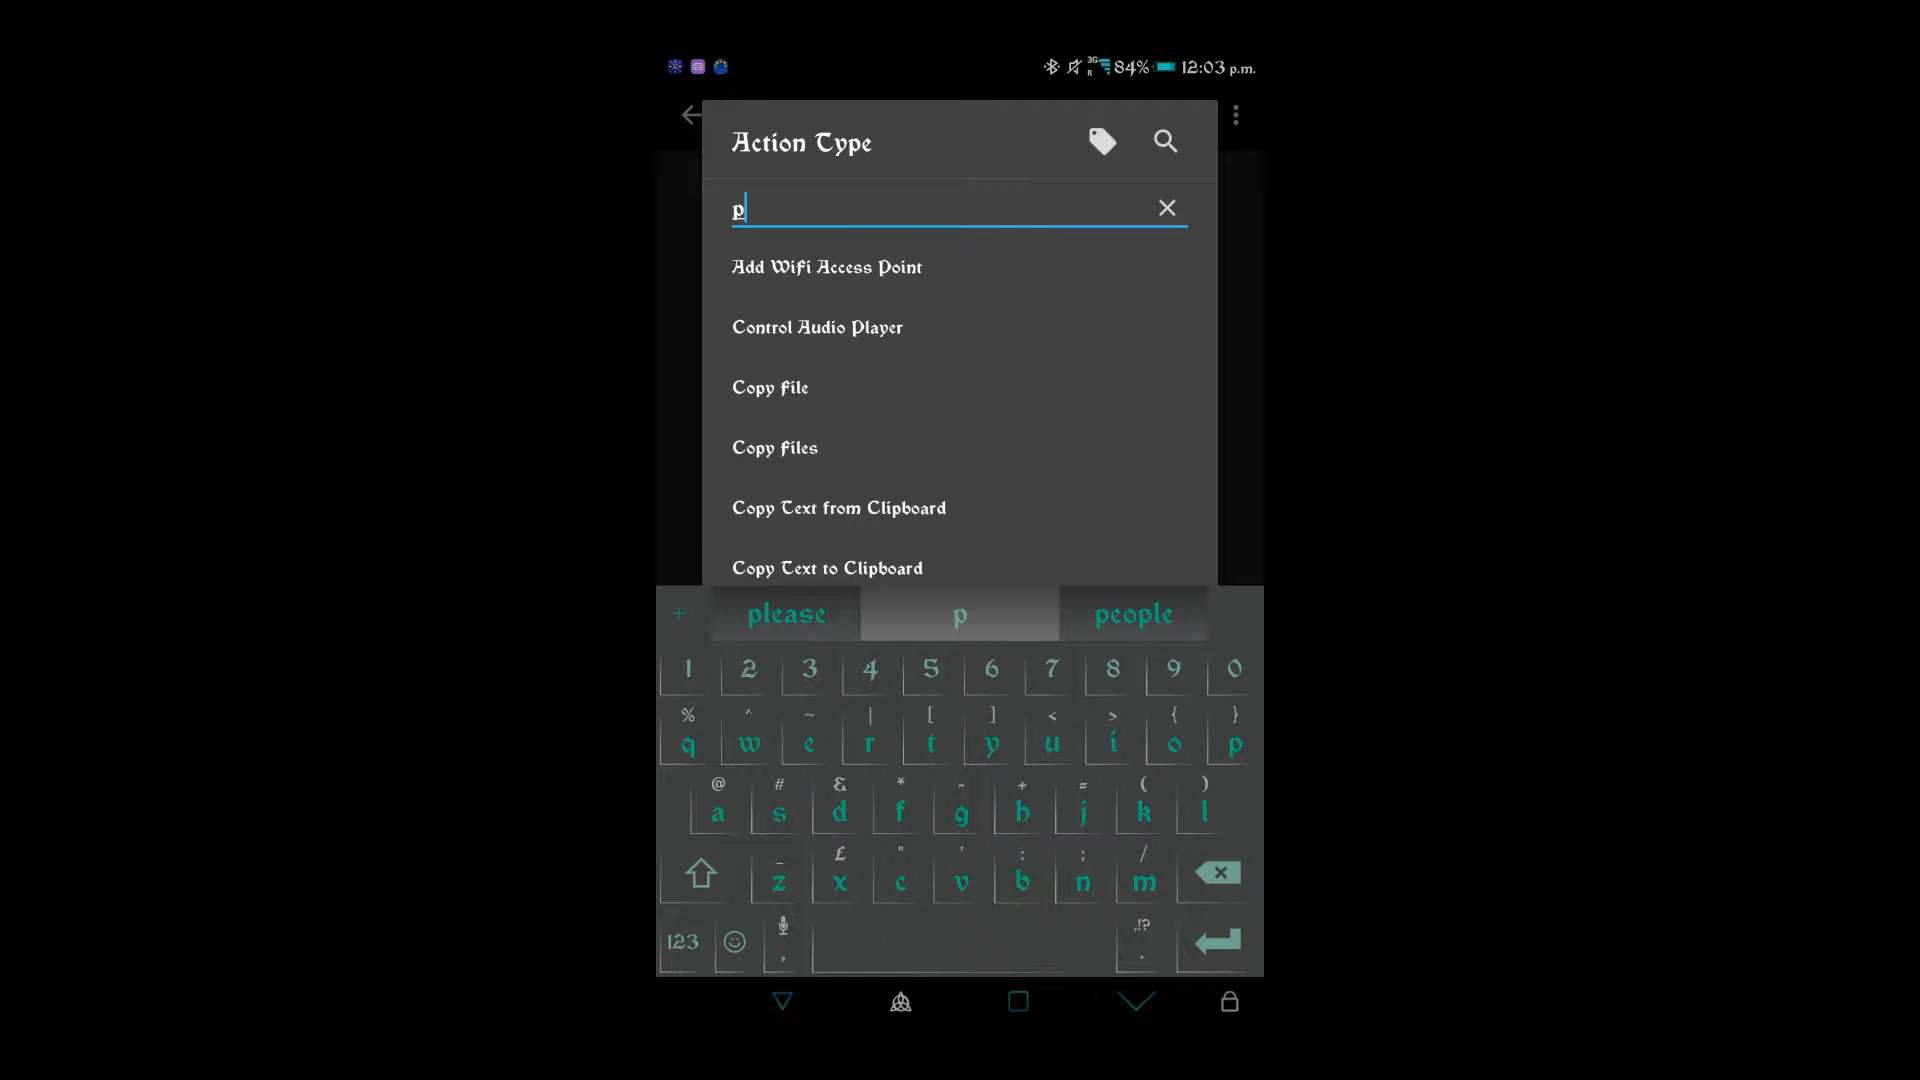 3G
R
84%
12:03 p.m.
Action Type
p
Add WiFi Access Point
Control Audio Player
Copy File
Copy Files
Copy Text from Clipboard
Copy Text to Clipboard
+ please p people
1 2 3 4 5 6 7 8 9 0
% ^ ~ | [ ] < > { }
q w e r t y u i o p
@ # & * - + = ( )
a s d f g h j k l
_ £ " ' : ; /
z x c v b n m
,!?
123 , .